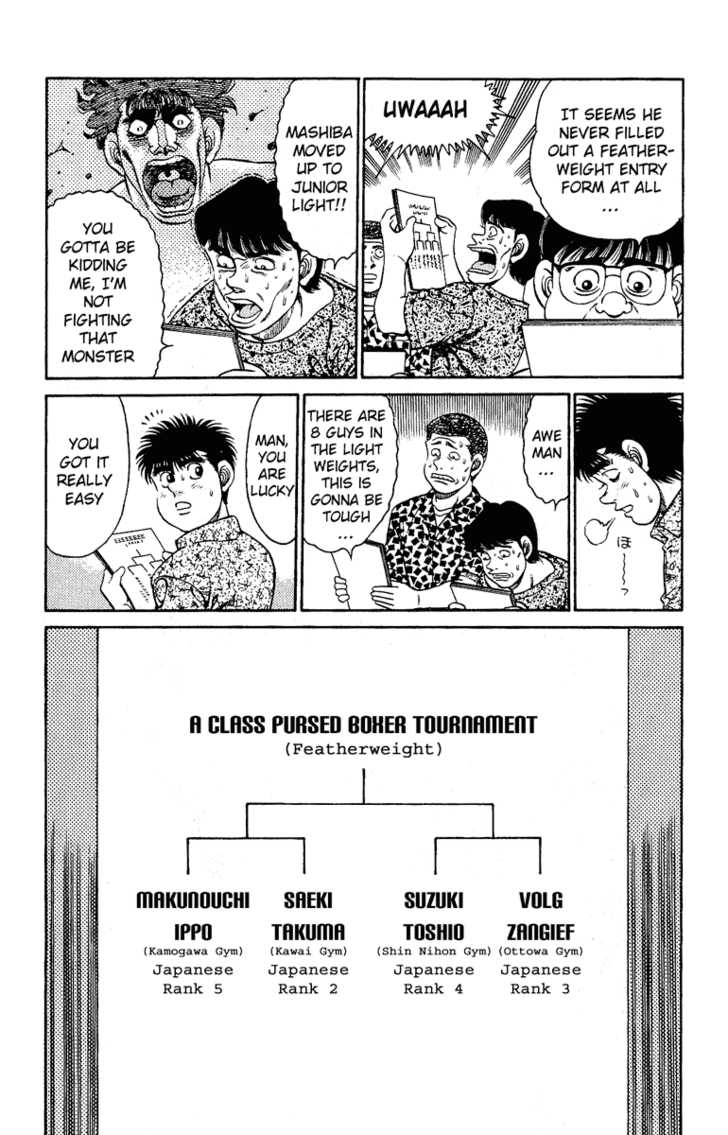 IT SEEMS HE
NEVER FILLED
OUT A FEATHER-
WEIGHT ENTRY
FORM AT ALL
...
UWAAAH
MASHIBA
MOVED
UP TO
JUNIOR
LIGHT!!
YOU
GOTTA BE
KIDDING
ME, I'M
NOT
FIGHTING
THAT
MONSTER
ほ〜〜っ
AWE
MAN
...
THERE ARE
8 GUYS IN
THE LIGHT
WEIGHTS,
THIS IS
GONNA BE
TOUGH
...
MAN,
YOU
ARE
LUCKY
YOU
GOT IT
REALLY
EASY
A CLASS PURSED BOXER TOURNAMENT
(Featherweight)
MAKUNOUCHI
IPPO
(Kamogawa Gym)
Japanese
Rank 5
SAEKI
TAKUMA
(Kawai Gym)
Japanese
Rank 2
SUZUKI
TOSHIO
(Shin Nihon Gym)
Japanese
Rank 4
VOLG
ZANGIEF
(Ottowa Gym)
Japanese
Rank 3